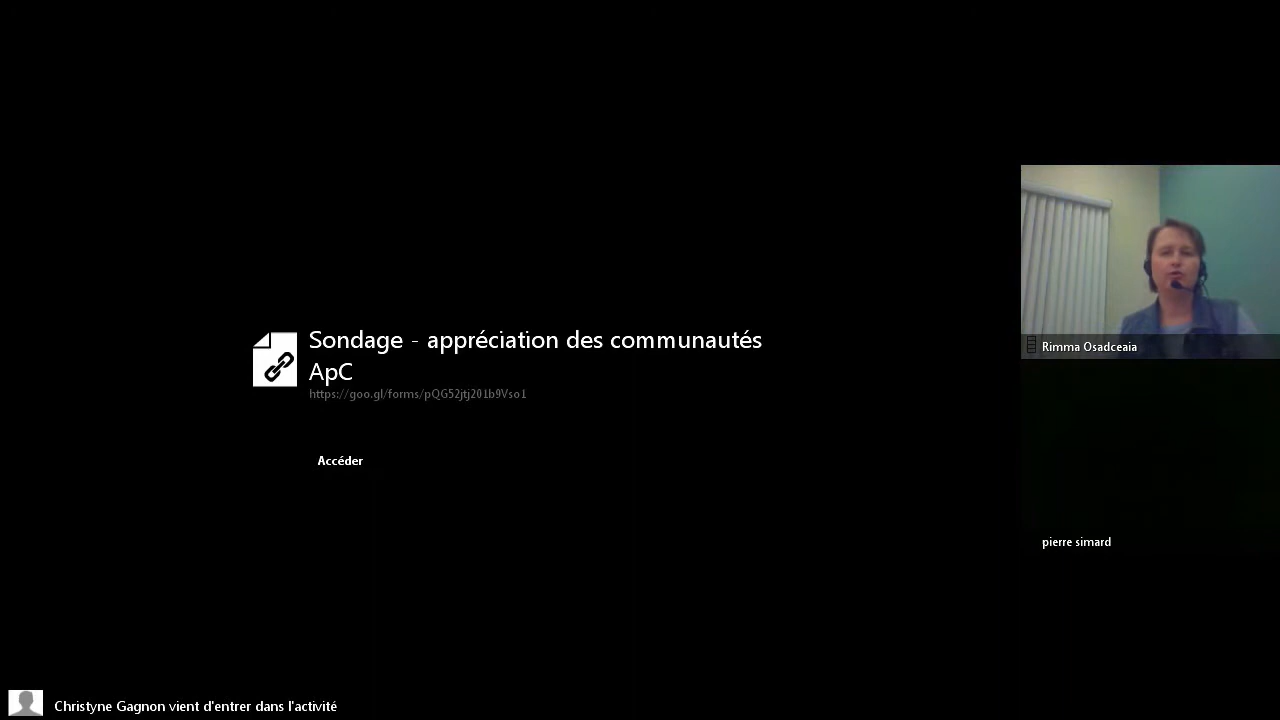 Sondage - appréciation des communautés
ApC
https://goo.gl/forms/pQG52jtj201b9Vso1
Accéder
Rimma Osadceaia
pierre simard
Christyne Gagnon vient d'entrer dans l'activité